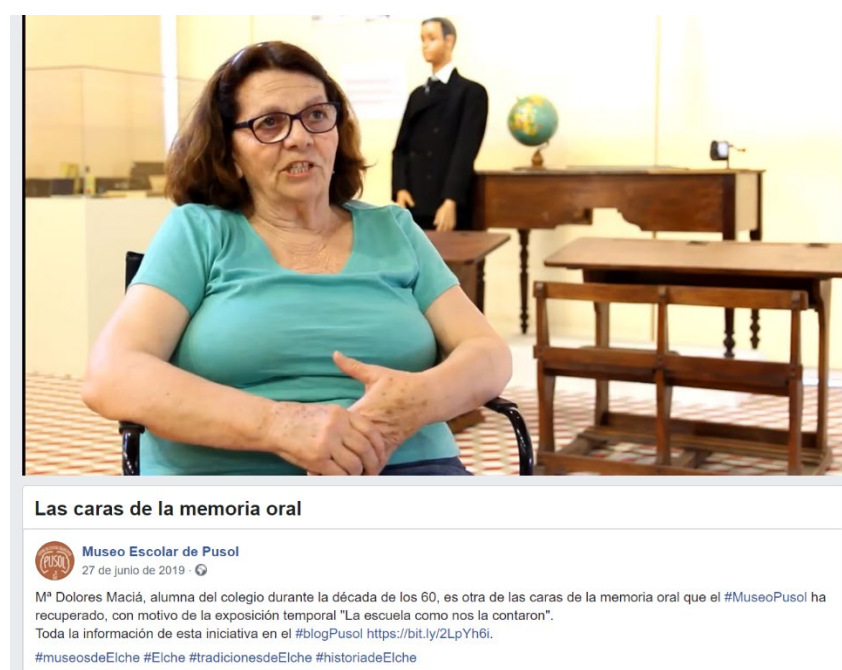 Las caras de la memoria oral
PUSOL
Museo Escolar de Pusol
27 de junio de 2019 ·
Mª Dolores Maciá, alumna del colegio durante la década de los 60, es otra de las caras de la memoria oral que el #MuseoPusol ha
recuperado, con motivo de la exposición temporal "La escuela como nos la contaron".
Toda la información de esta iniciativa en el #blogPusol https://bit.ly/2LpYh6i.
#museosdeElche #Elche #tradicionesdeElche #historiadeElche